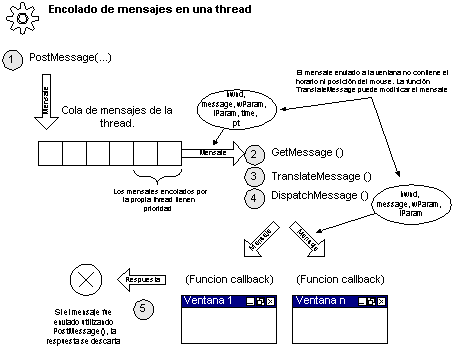 Encolado de mensajes en una thread
1
PostMessage(...)
Mensaje
Cola de mensajes de la
thread.
hwnd,
message, wParam,
lParam, time,
pt
El mensaje enviado a la ventana no contiene el
horario ni posición del mouse. La función
TranslateMessage puede modificar el mensaje
Mensaje
2
GetMessage ()
3
TranslateMessage ()
4
DispatchMessage ()
Los mensajes encolados por
la propia thread tienen
prioridad
hwnd,
message, wParam,
lParam
Mensaje
Mensaje
Respuesta
(Funcion callback)
(Funcion callback)
5
Ventana 1
Ventana n
Si el mensaje fue
enviado utilizando
PostMessage(), la
respuesta se descarta